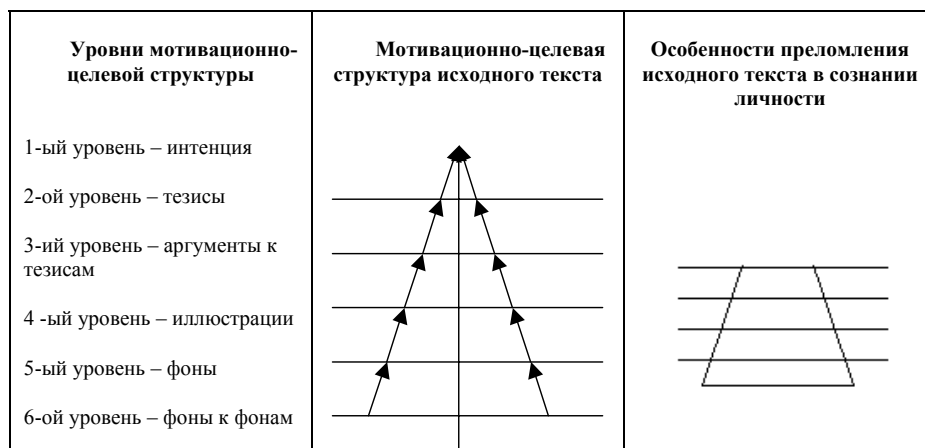 Уровни мотивационно-
целевой структуры
Мотивационно-целевая
структура исходного текста
Особенности преломления
исходного текста в сознании
личности
1-ый уровень – интенция
2-ой уровень – тезисы
3-ий уровень – аргументы к
тезисам
4 -ый уровень – иллюстрации
5-ый уровень – фоны
6-ой уровень – фоны к фонам